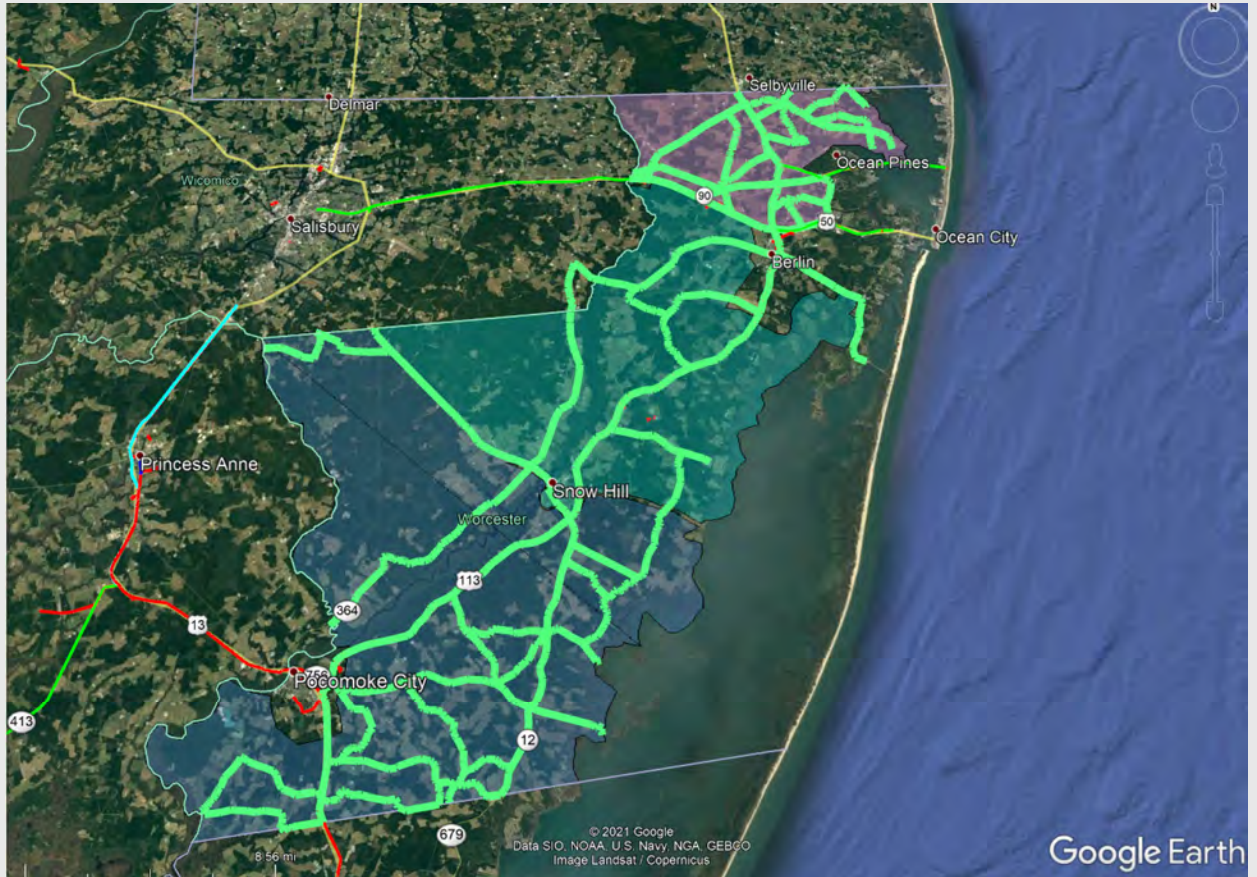 N
Selbyville
Delmar
Ocean Pines
Wicomico
90
Salisbury
50
Ocean City
Berlin
Princess Anne
Snow Hill
Worcester
113
364
13
Pocomoke City
413
12
679
© 2021 Google
Data SIO, NOAA, U.S. Navy, NGA, GEBCO
Image Landsat / Copernicus
8.56 mi
Google Earth